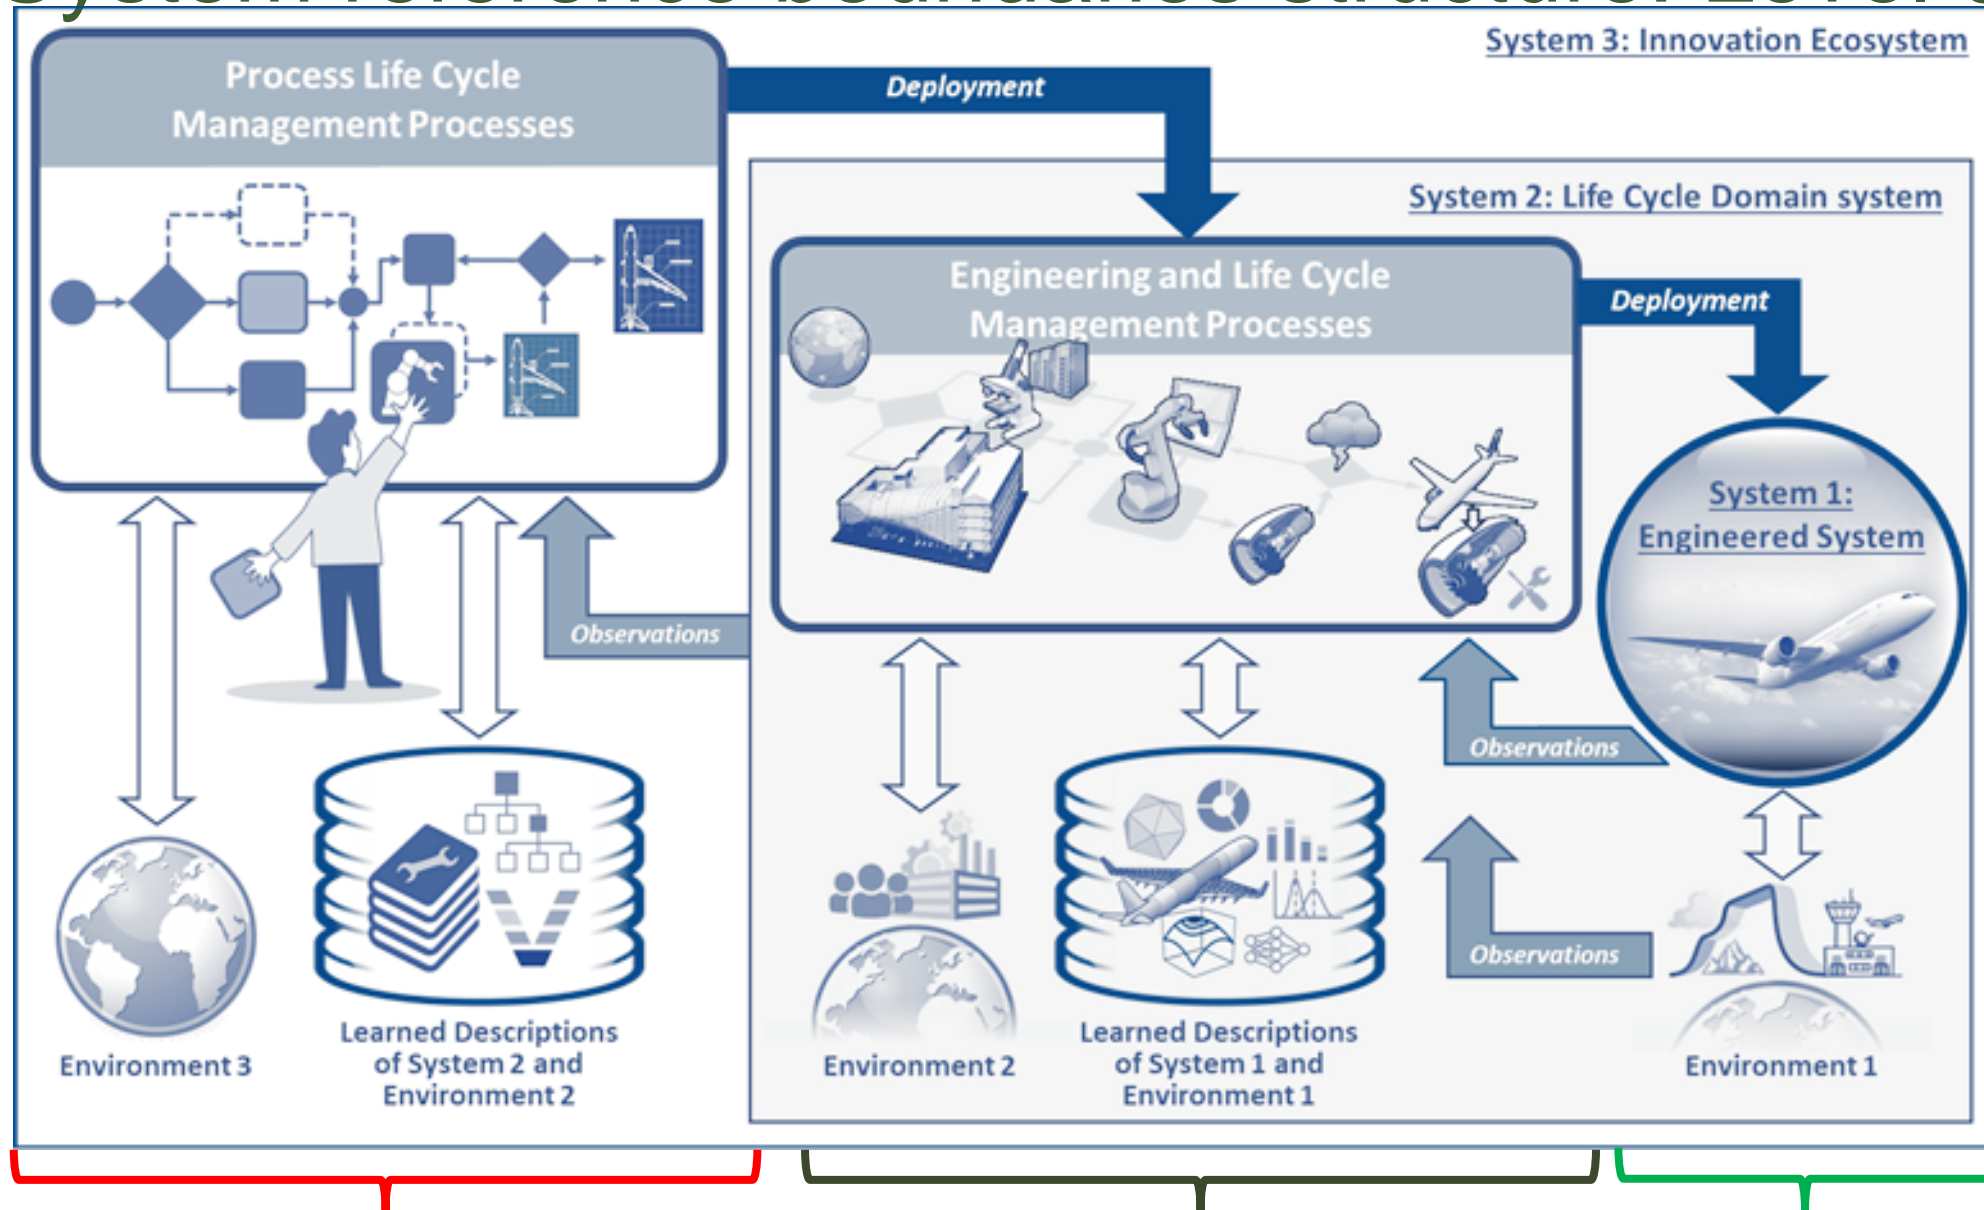 System 3: Innovation Ecosystem
Process Life Cycle
Management Processes
Deployment
System 2: Life Cycle Domain system
Engineering and Life Cycle
Management Processes
Deployment
System 1:
Engineered System
Observations
Observations
Observations
Environment 3
Learned Descriptions
of System 2 and
Environment 2
Environment 2
Learned Descriptions
of System 1 and
Environment 1
Environment 1